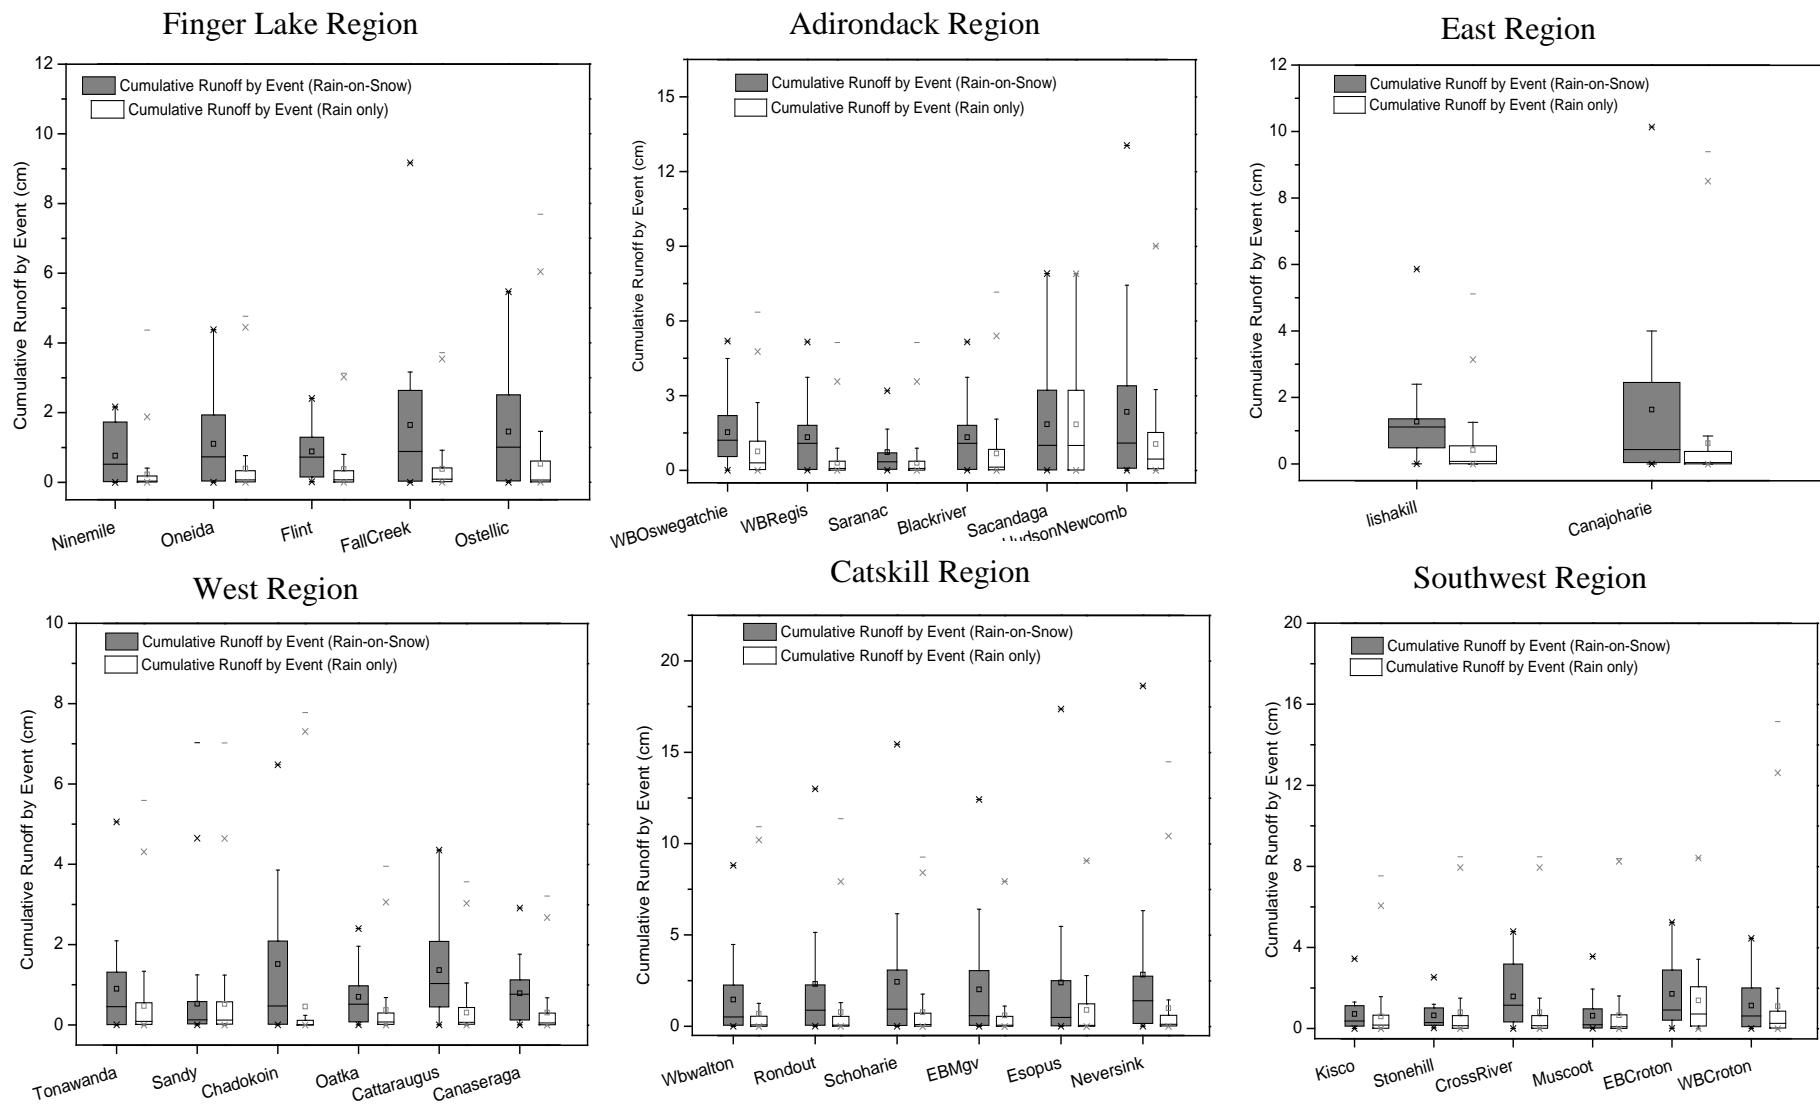 Finger Lake Region
12
10
8
6
4
2
0
Cumulative Runoff by Event (cm)
Cumulative Runoff by Event (Rain-on-Snow)
Cumulative Runoff by Event (Rain only)
Ninemile
Oneida
Flint
FallCreek
Ostellic
Adirondack Region
15
12
9
6
3
0
Cumulative Runoff by Event (cm)
Cumulative Runoff by Event (Rain-on-Snow)
Cumulative Runoff by Event (Rain only)
WBOswegatchie
WBRegis
Saranac
Blackriver
Sacandaga
HudsonNewcomb
East Region
12
10
8
6
4
2
0
Cumulative Runoff by Event (cm)
Cumulative Runoff by Event (Rain-on-Snow)
Cumulative Runoff by Event (Rain only)
lishakill
Canajoharie
West Region
10
8
6
4
2
0
Cumulative Runoff by Event (cm)
Cumulative Runoff by Event (Rain-on-Snow)
Cumulative Runoff by Event (Rain only)
Tonawanda
Sandy
Chadokoin
Oatka
Cattaraugus
Canaseraga
Catskill Region
20
15
10
5
0
Cumulative Runoff by Event (cm)
Cumulative Runoff by Event (Rain-on-Snow)
Cumulative Runoff by Event (Rain only)
Wbwalton
Rondout
Schoharie
EBMgv
Esopus
Neversink
Southwest Region
20
16
12
8
4
0
Cumulative Runoff by Event (cm)
Cumulative Runoff by Event (Rain-on-Snow)
Cumulative Runoff by Event (Rain only)
Kisco
Stonehill
CrossRiver
Muscoot
EBCroton
WBCroton